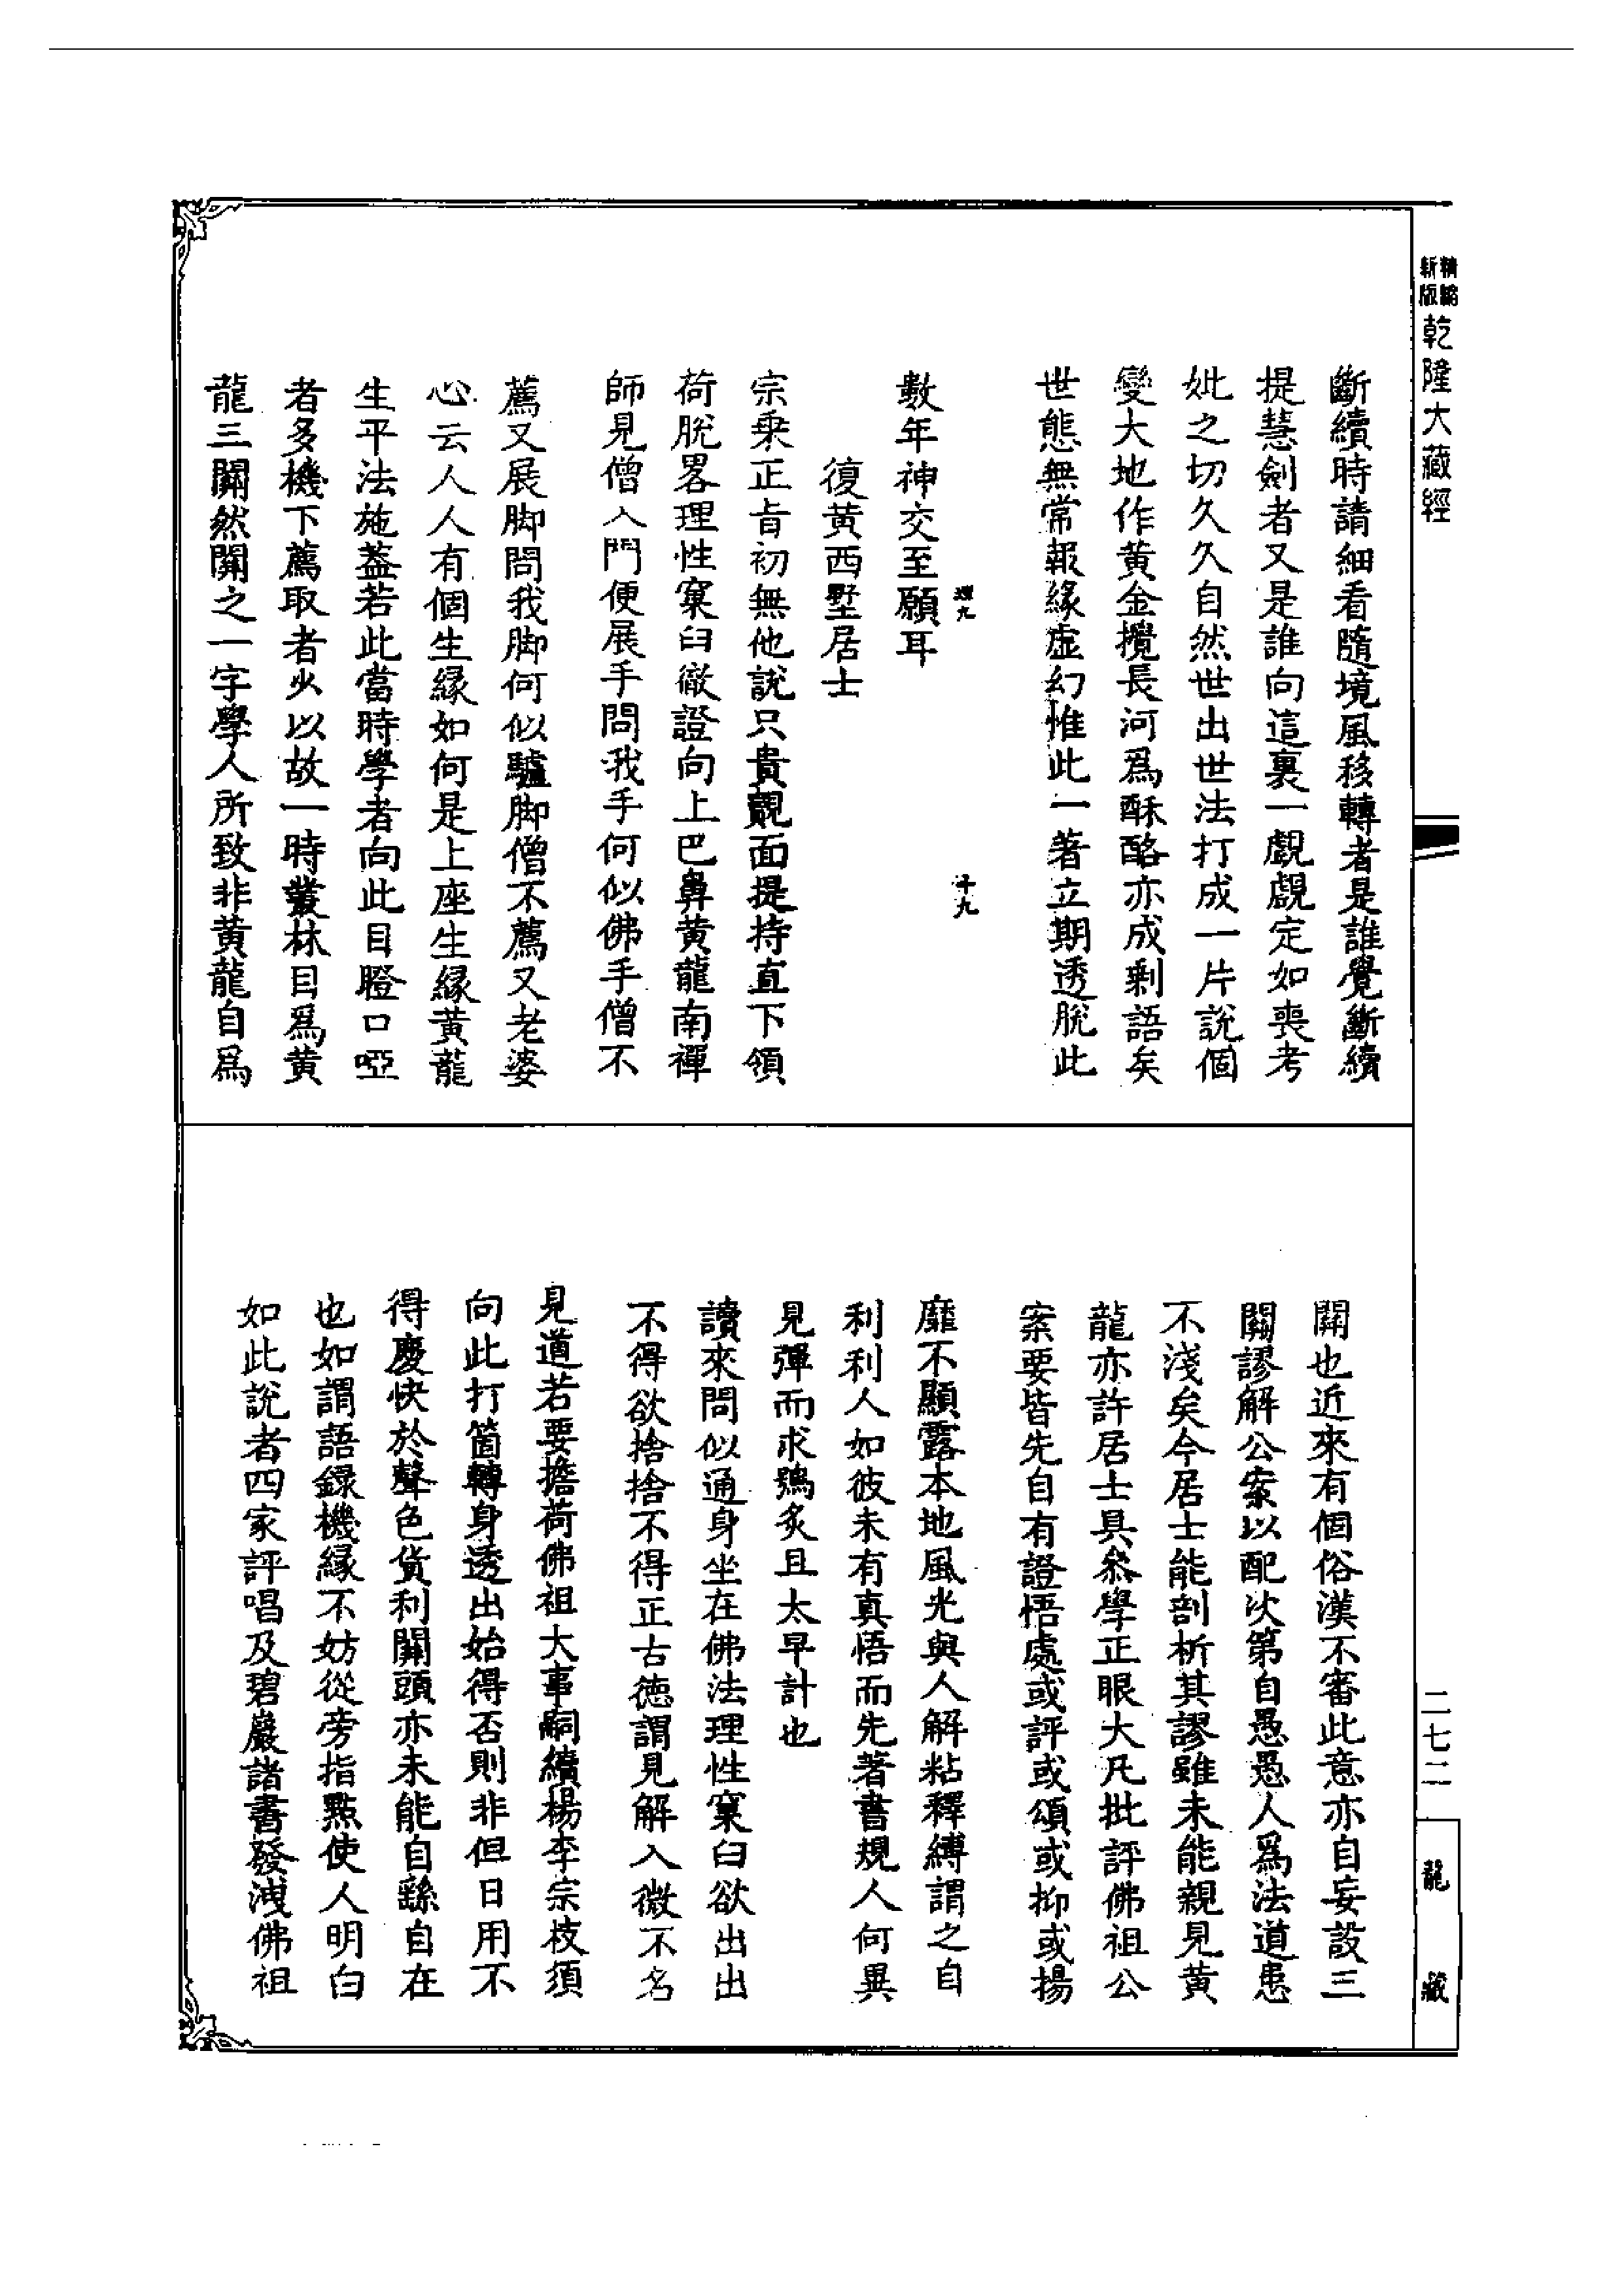 精縮
新版
乾隆大藏經
斷續時請細看隨境風移轉者是誰覺斷續
提慧劍者又是誰向這裏一覷覷定如喪考
妣之切久久自然世出世法打成一片說個
變大地作黃金攪長河為酥酪亦成剩語矣
世態無常報緣虛幻惟此一著立期透脫此
十九
數年神交至願耳
復黃西墅居士
宗乘正旨初無他說只貴覿面提持直下領
荷脫畧理性窠臼徹證向上巴鼻黃龍南禪
師見僧入門便展手問我手何似佛手僧不
薦又展脚問我脚何似驢脚僧不薦又老婆
心云人人有個生緣如何是上座生緣黃龍
生平法施葢若此當時學者向此目瞪口啞
者多機下薦取者少以故一時叢林目爲黃
龍三關然關之一字學人所致非黃龍自爲
關也近來有個俗漢不審此意亦自妄設三
關謬解公案以配次第自愚愚人爲法道患
不淺矣今居士能剖析其謬雖未能親見黃
龍亦許居士具叅學正眼大凡批評佛祖公
案要皆先自有證悟處或評或頌或抑或揚
靡不顯露本地風光與人解粘釋縛謂之自
利利人如彼未有真悟而先著書規人何異
見彈而求鴞炙且太早計也
讀來問似通身坐在佛法理性窠臼欲出出
不得欲捨捨不得正古德謂見解入微不名
見道若要擔荷佛祖大事嗣續楊李宗枝須
向此打箇轉身透出始得否則非但日用不
得慶快於聲色貨利關頭亦未能自繇自在
也如謂語録機緣不妨從旁指㸃使人明白
如此說者四家評唱及碧巖諸書發洩佛祖
二七二
龍藏